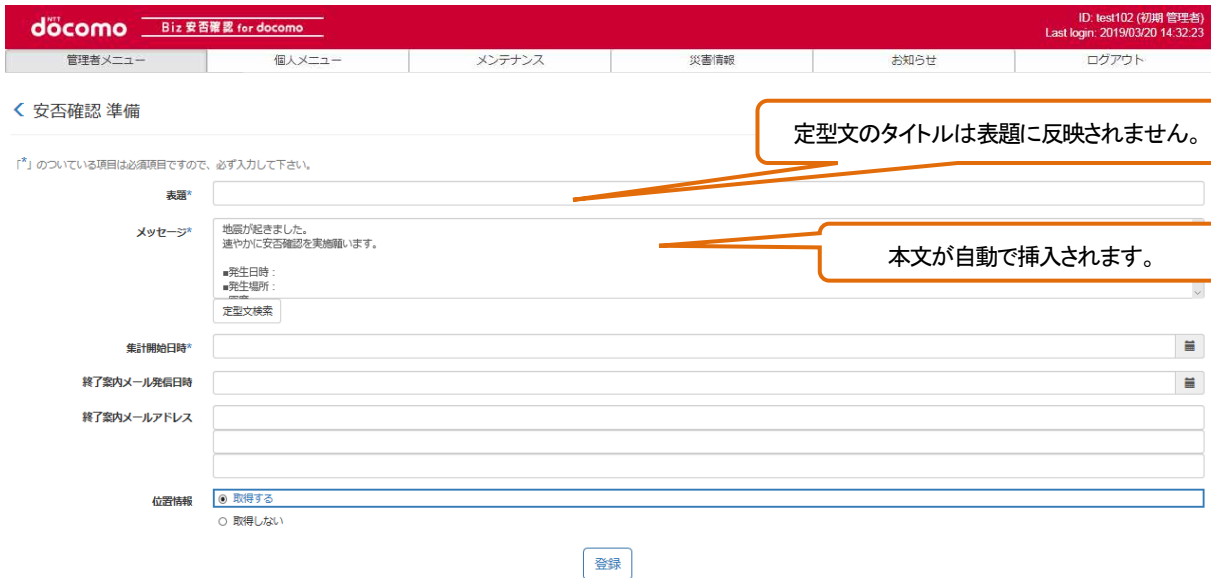 NTT
döcomo Biz 安否確認 for docomo
ID: test102 (初期 管理者)
Last login: 2019/03/20 14:32:23
管理者メニュー 個人メニュー メンテナンス 災害情報 お知らせ ログアウト
安否確認 準備
定型文のタイトルは表題に反映されません。
「*」のついている項目は必須項目ですので、必ず入力して下さい。
表題*
メッセージ*
地震が起きました。
速やかに安否確認を実施願います。
■発生日時：
■発生場所：
本文が自動で挿入されます。
定型文検索
集計開始日時*
終了案内メール発信日時
終了案内メールアドレス
位置情報
取得する
取得しない
登録